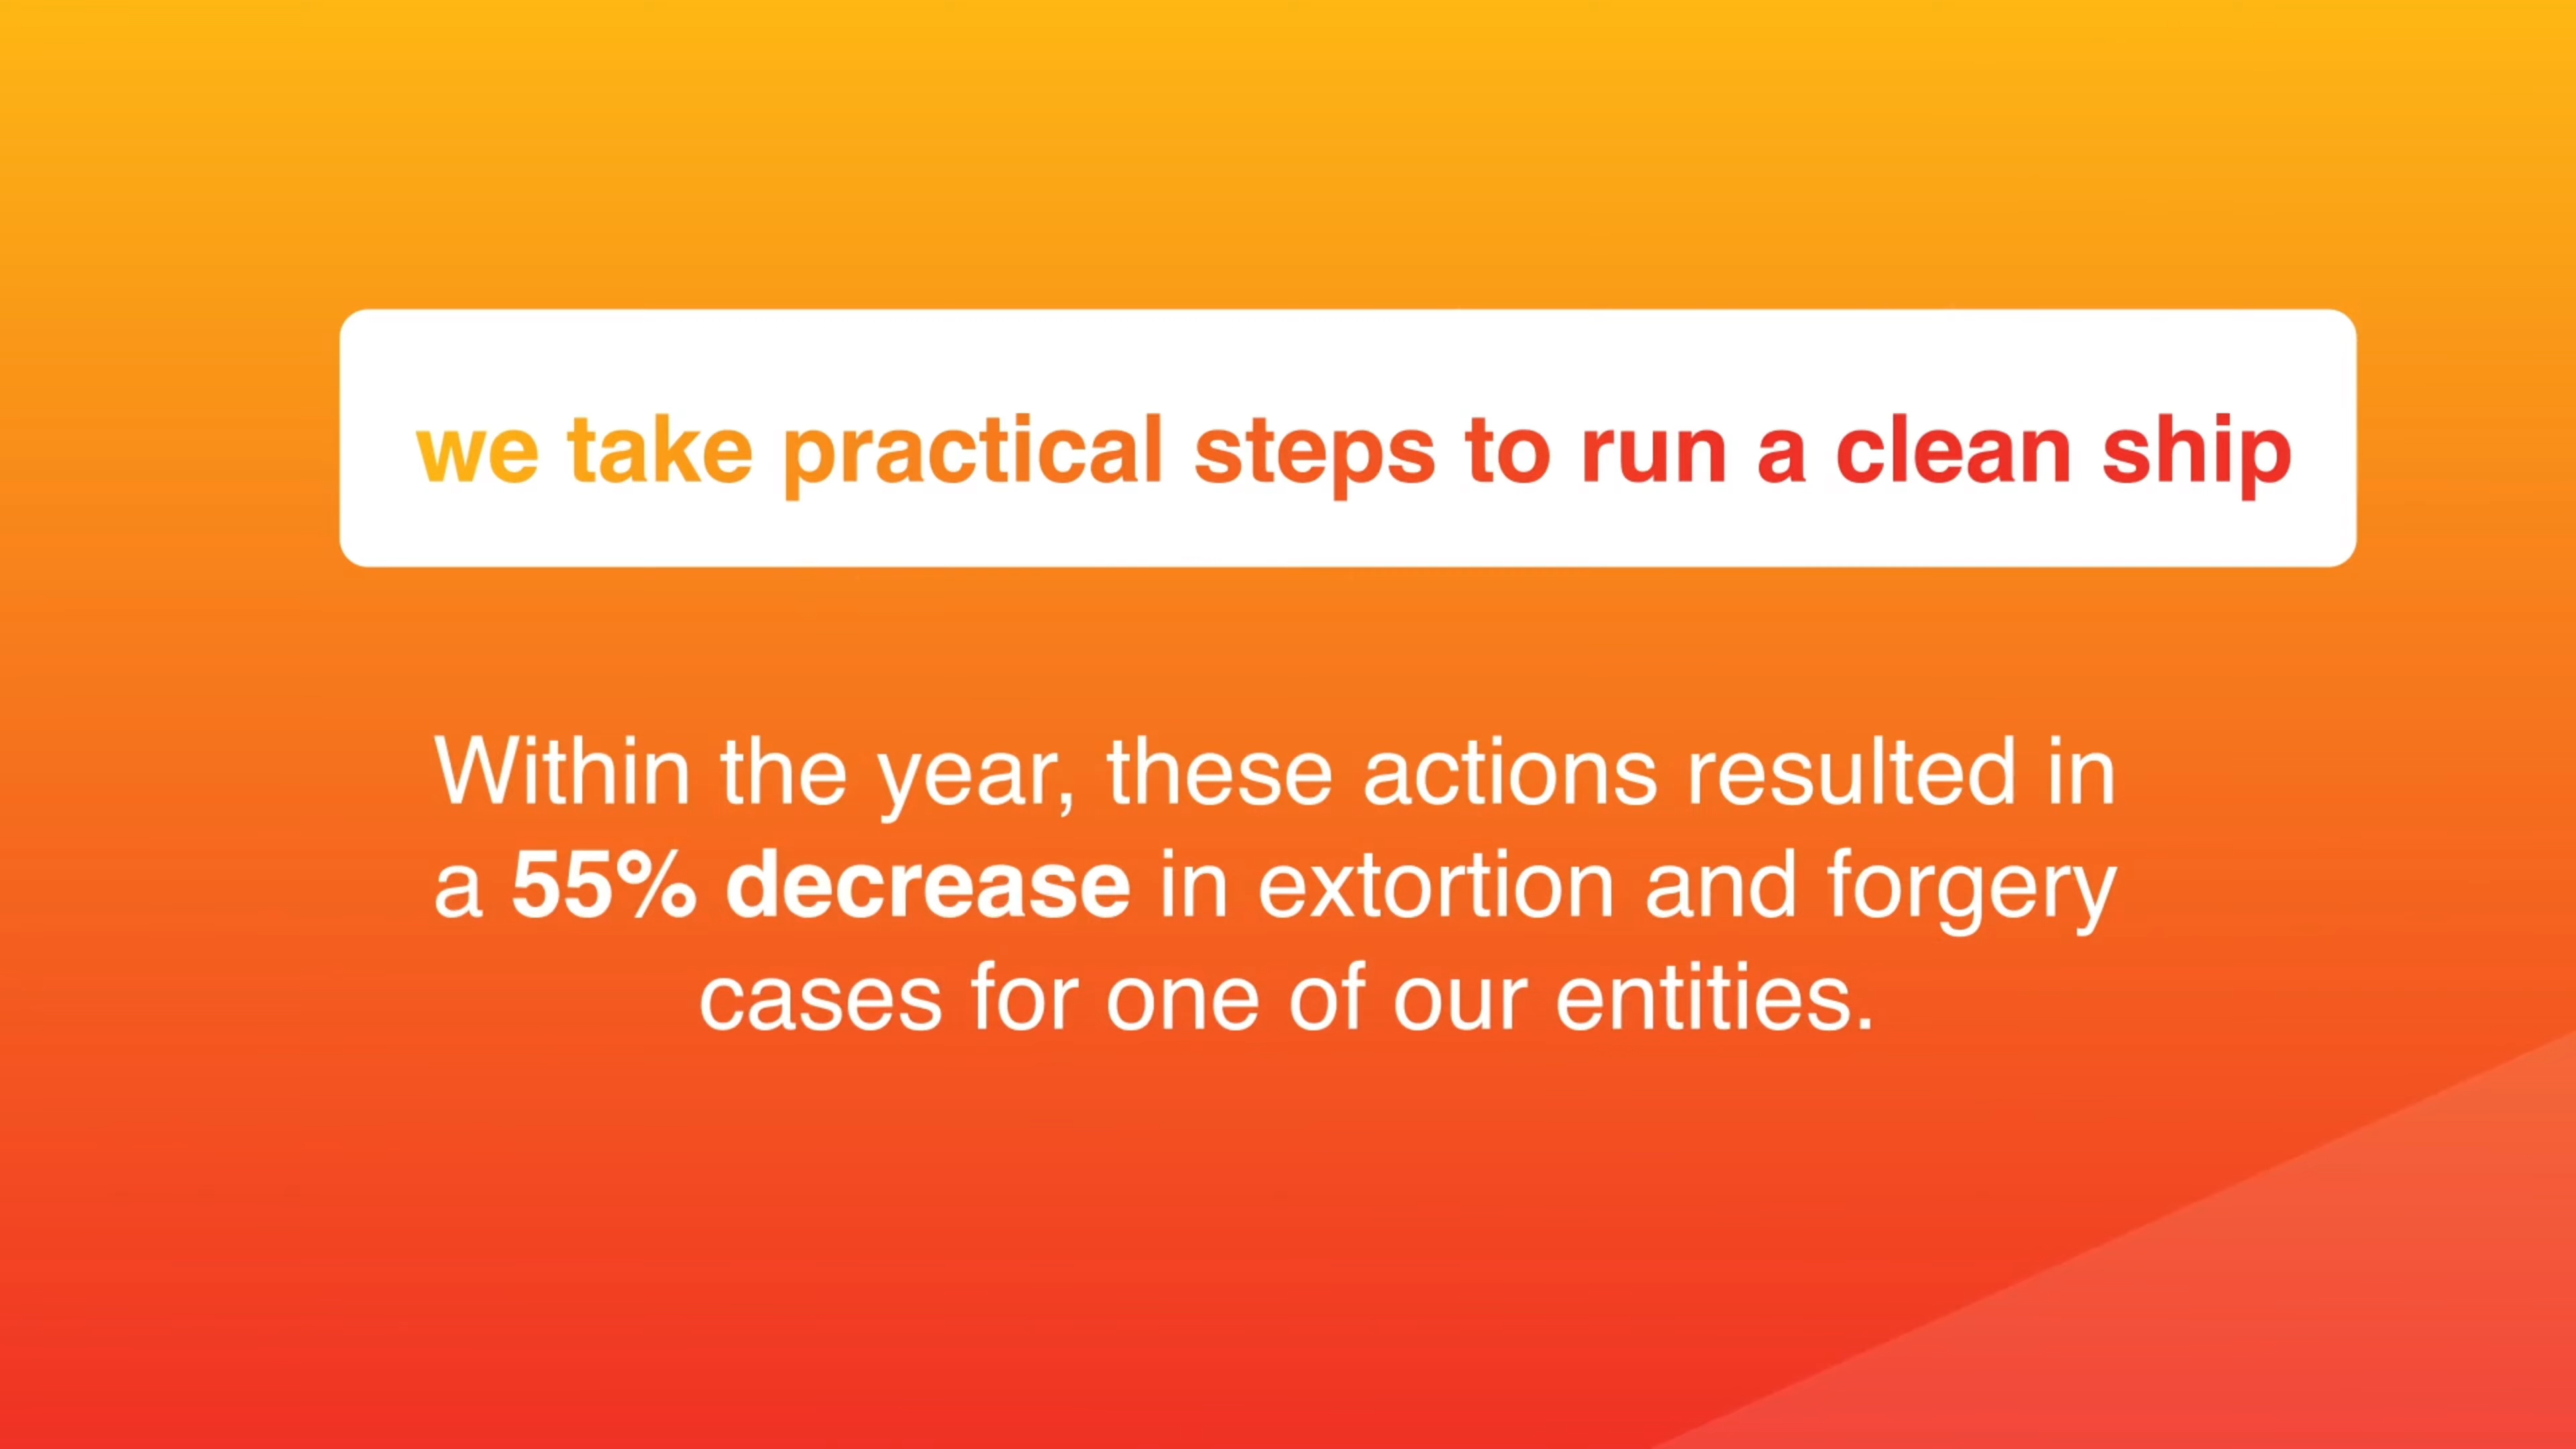 we take practical steps to run a clean ship
Within the year, these actions resulted in
a 55% decrease in extortion and forgery
cases for one of our entities.